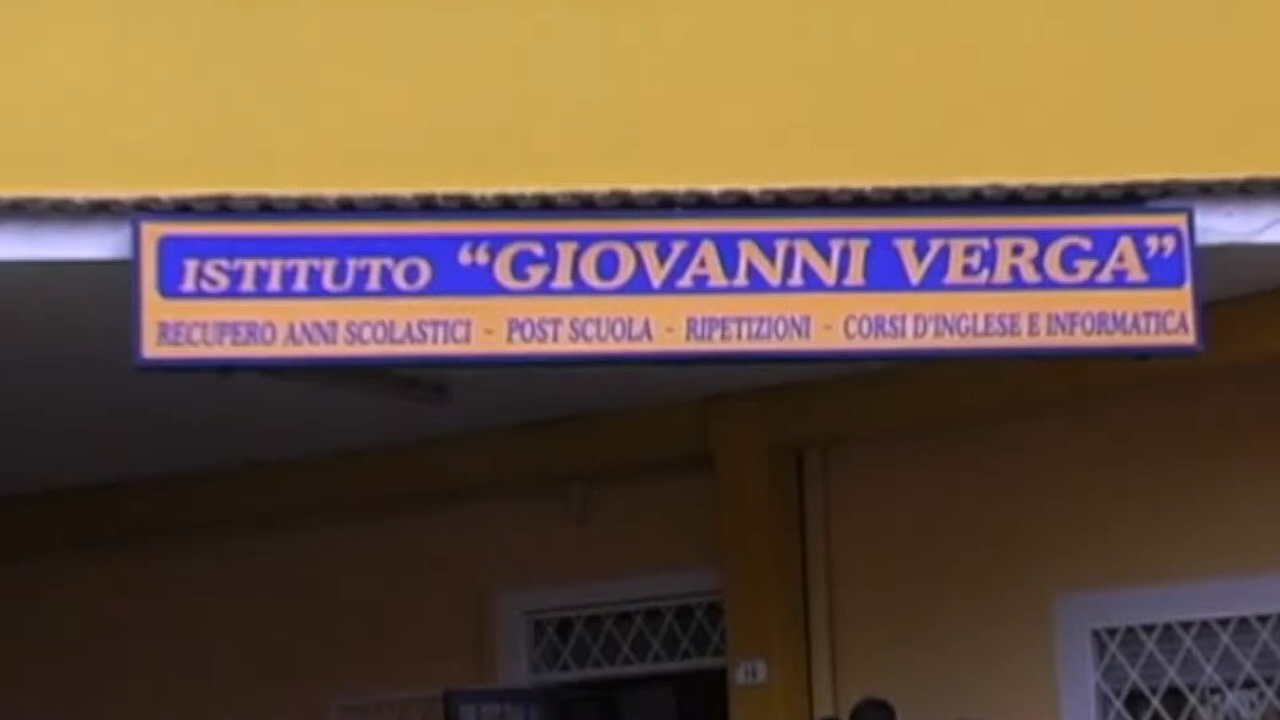 ISTITUTO “GIOVANNI VERGA”
RECUPERO ANNI SCOLASTICI - POST SCUOLA - RIPETIZIONI - CORSI D'INGLESE E INFORMATICA